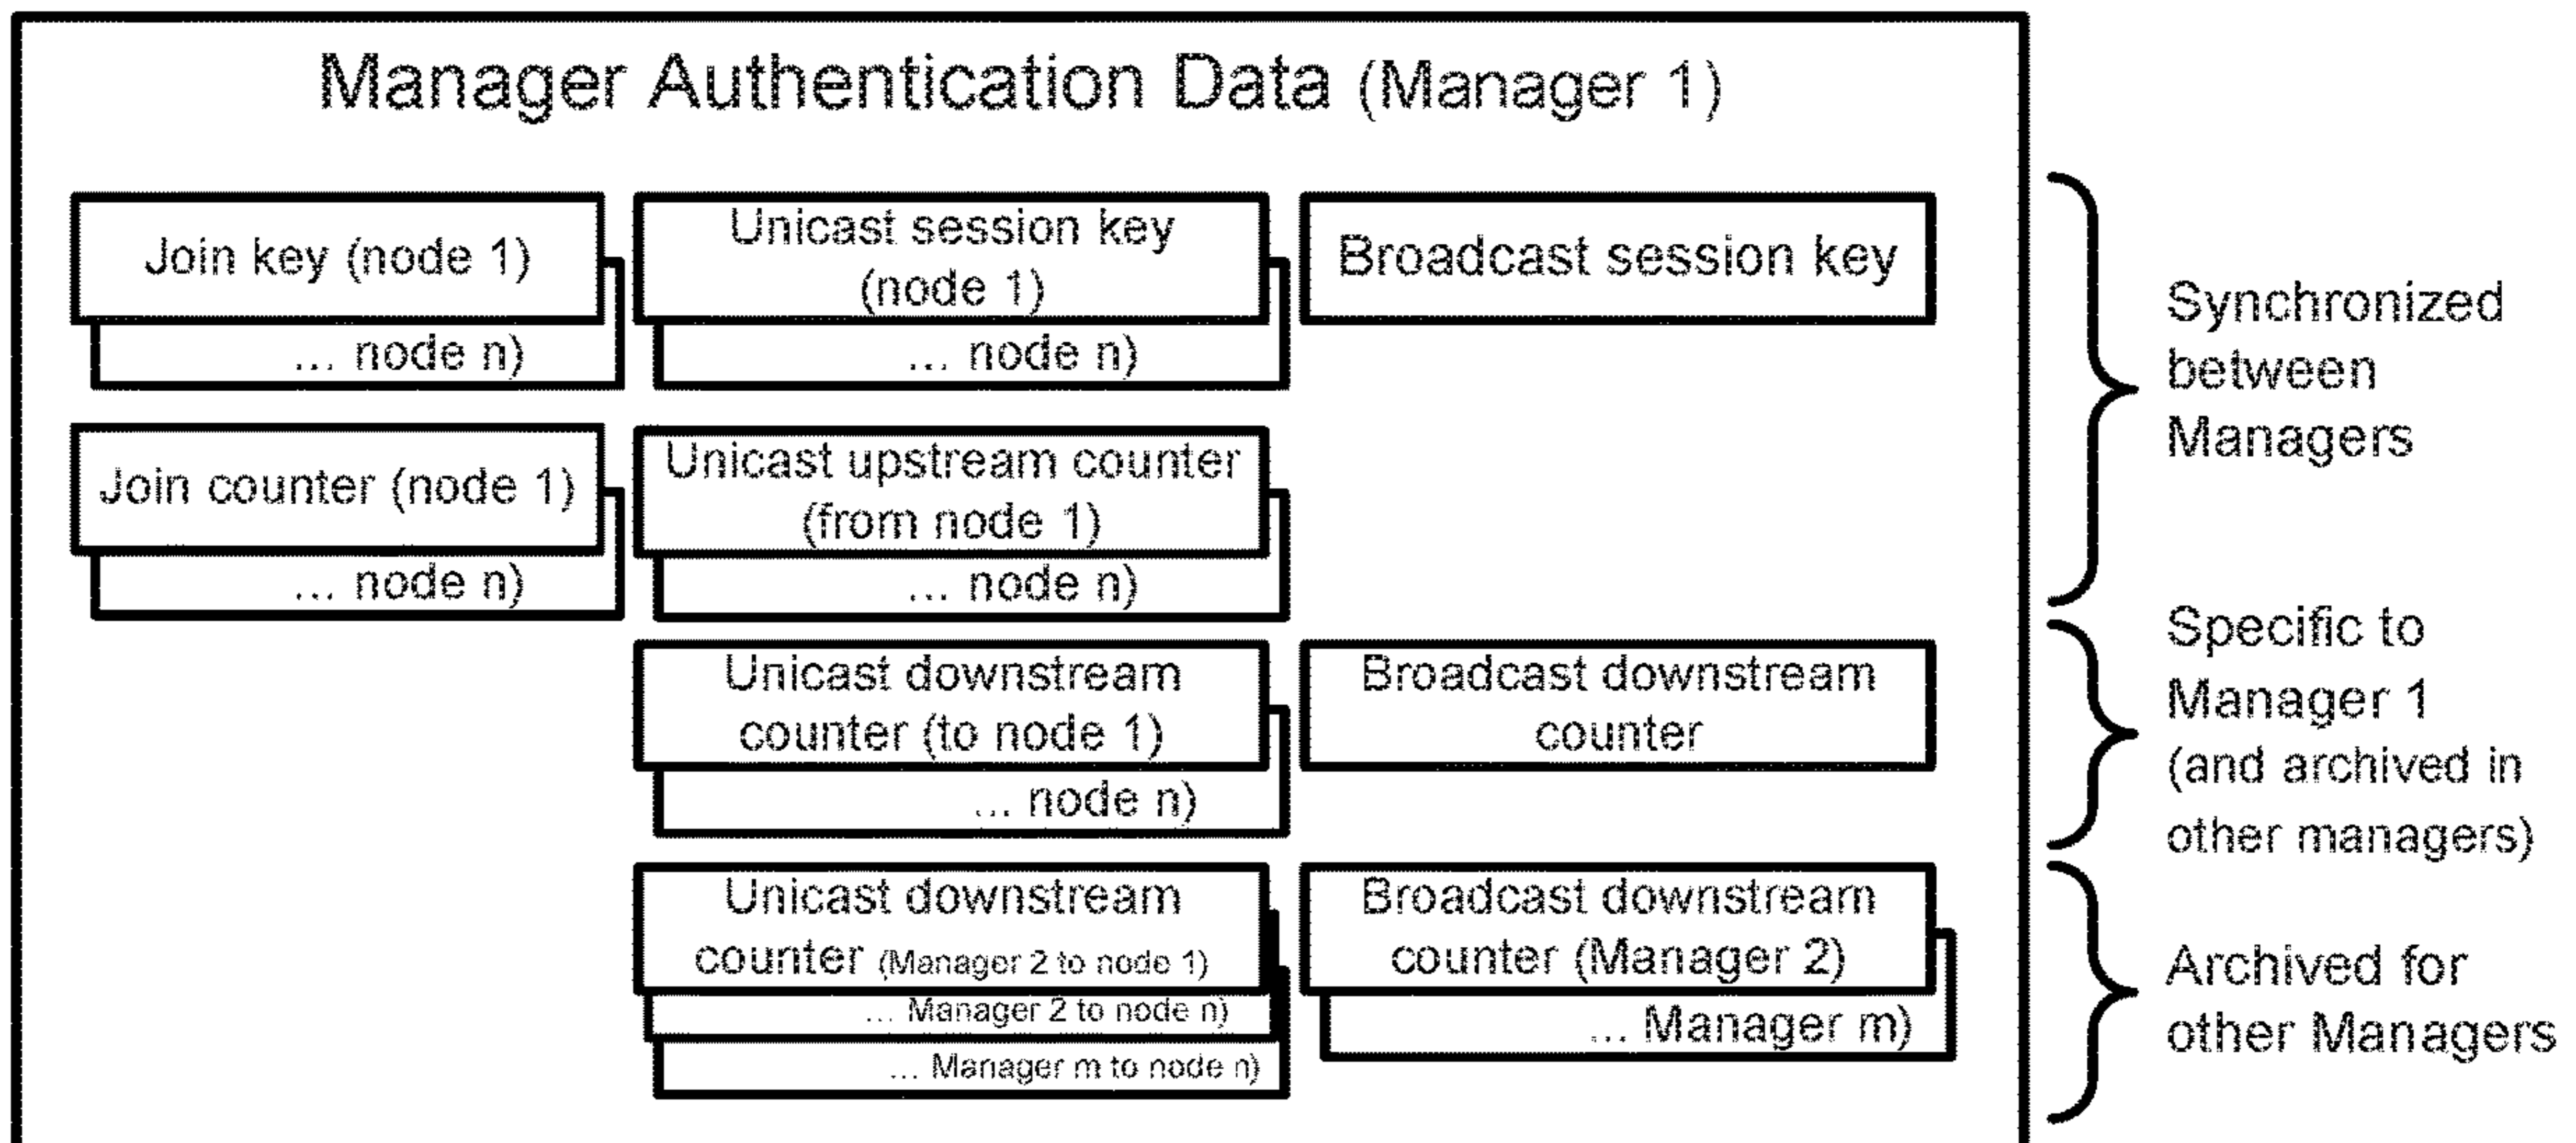 Manager Authentication Data (Manager 1)
Join key (node 1)
... node n)
Unicast session key
(node 1)
... node n)
Broadcast session key
Join counter (node 1)
... node n)
Unicast upstream counter
(from node 1)
... node n)
Synchronized
between
Managers
Unicast downstream
counter (to node 1)
... node n)
Broadcast downstream
counter
Specific to
Manager 1
(and archived in
other managers)
Unicast downstream
counter (Manager 2 to node 1)
... Manager 2 to node n)
... Manager m to node n)
Broadcast downstream
counter (Manager 2)
... Manager m)
Archived for
other Managers